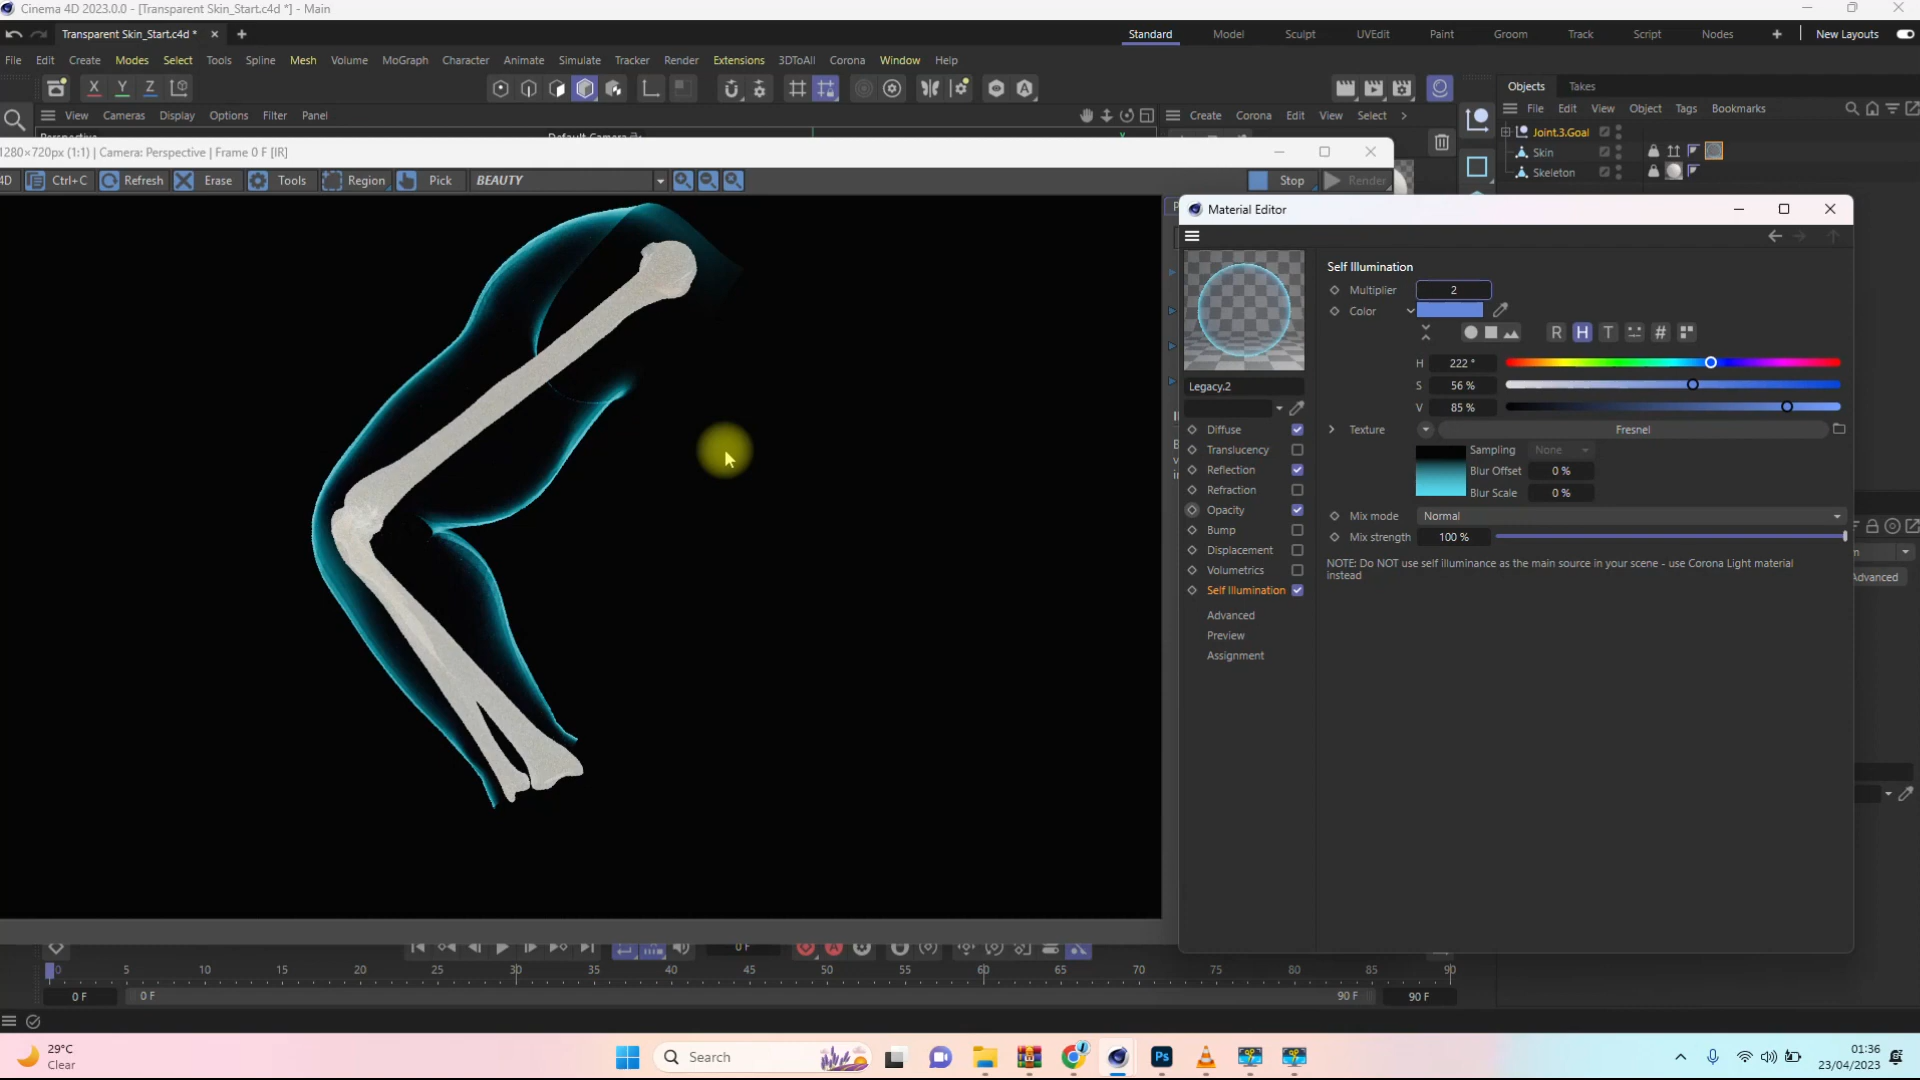 Cinema 4D 2023.0.0 - [Transparent Skin_Start.c4d *] - Main
Transparent Skin_Start.c4d *
Standard Model Sculpt UVEdit Paint Groom Track Script Nodes New Layouts
File Edit Create Modes Select Tools Spline Mesh Volume MoGraph Character Animate Simulate Tracker Render Extensions 3DToAll Corona Window Help
X Y Z
Objects Takes
View Cameras Display Options Filter Panel
Create Corona Edit View Select
File Edit View Object Tags Bookmarks
Perspective Default Camera
Joint.3.Goal
Skin
Skeleton
1280×720px (1:1) | Camera: Perspective | Frame 0 F [IR]
4D Ctrl+C Refresh Erase Tools Region Pick BEAUTY Stop Render
Material Editor
Legacy.2
Diffuse
Translucency
Reflection
Refraction
Opacity
Bump
Displacement
Volumetrics
Self Illumination
Advanced
Preview
Assignment
Self Illumination
Multiplier 2
Color
R H T #
H 222 °
S 56 %
V 85 %
Texture Fresnel
Sampling None
Blur Offset 0 %
Blur Scale 0 %
Mix mode Normal
Mix strength 100 %
NOTE: Do NOT use self illuminance as the main source in your scene - use Corona Light material
instead
Advanced
0 F
0 5 10 15 20 25 30 35 40 45 50 55 60 65 70 75 80 85 90
0 F 0 F 90 F 90 F
29°C
Clear
Search
Ps
01:36
23/04/2023